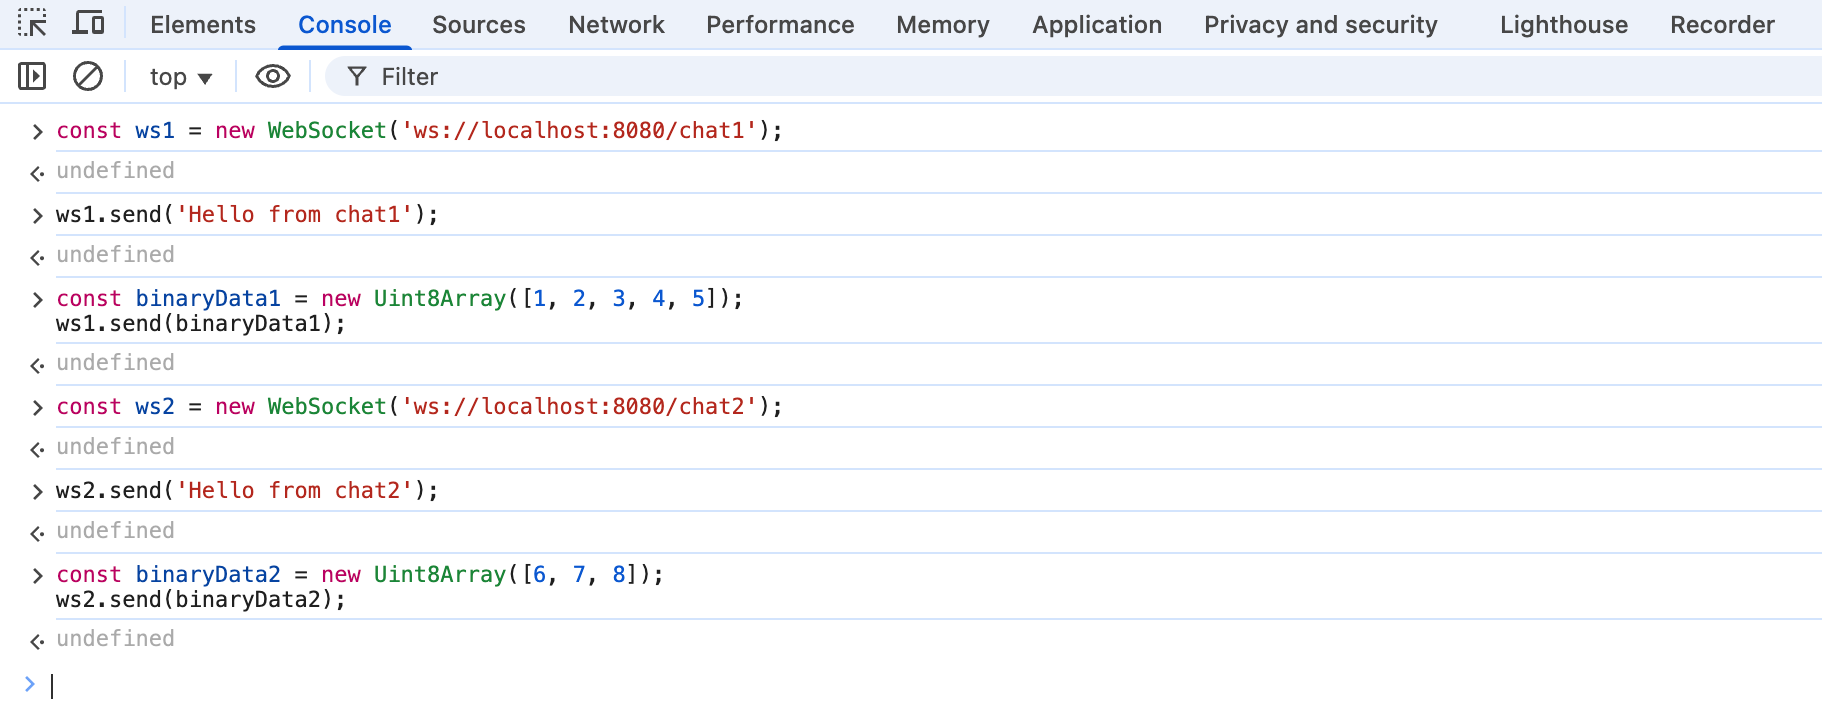 Elements Console Sources Network Performance Memory Application Privacy and security Lighthouse Recorder
top Filter
const ws1 = new WebSocket('ws://localhost:8080/chat1');
undefined
ws1.send('Hello from chat1');
undefined
const binaryData1 = new Uint8Array([1, 2, 3, 4, 5]);
ws1.send(binaryData1);
undefined
const ws2 = new WebSocket('ws://localhost:8080/chat2');
undefined
ws2.send('Hello from chat2');
undefined
const binaryData2 = new Uint8Array([6, 7, 8]);
ws2.send(binaryData2);
undefined